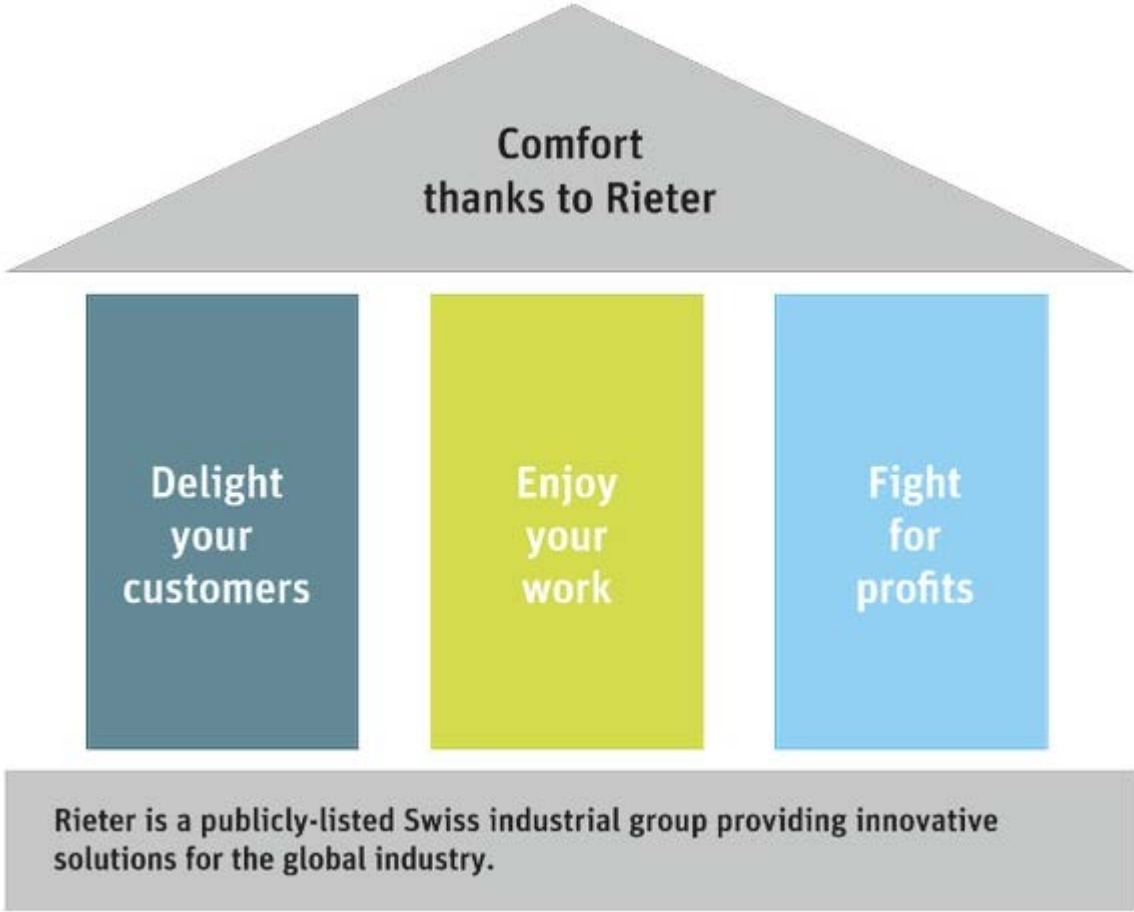 Comfort
thanks to Rieter
Delight
your
customers
Enjoy
your
work
Fight
for
profits
Rieter is a publicly-listed Swiss industrial group providing innovative
solutions for the global industry.